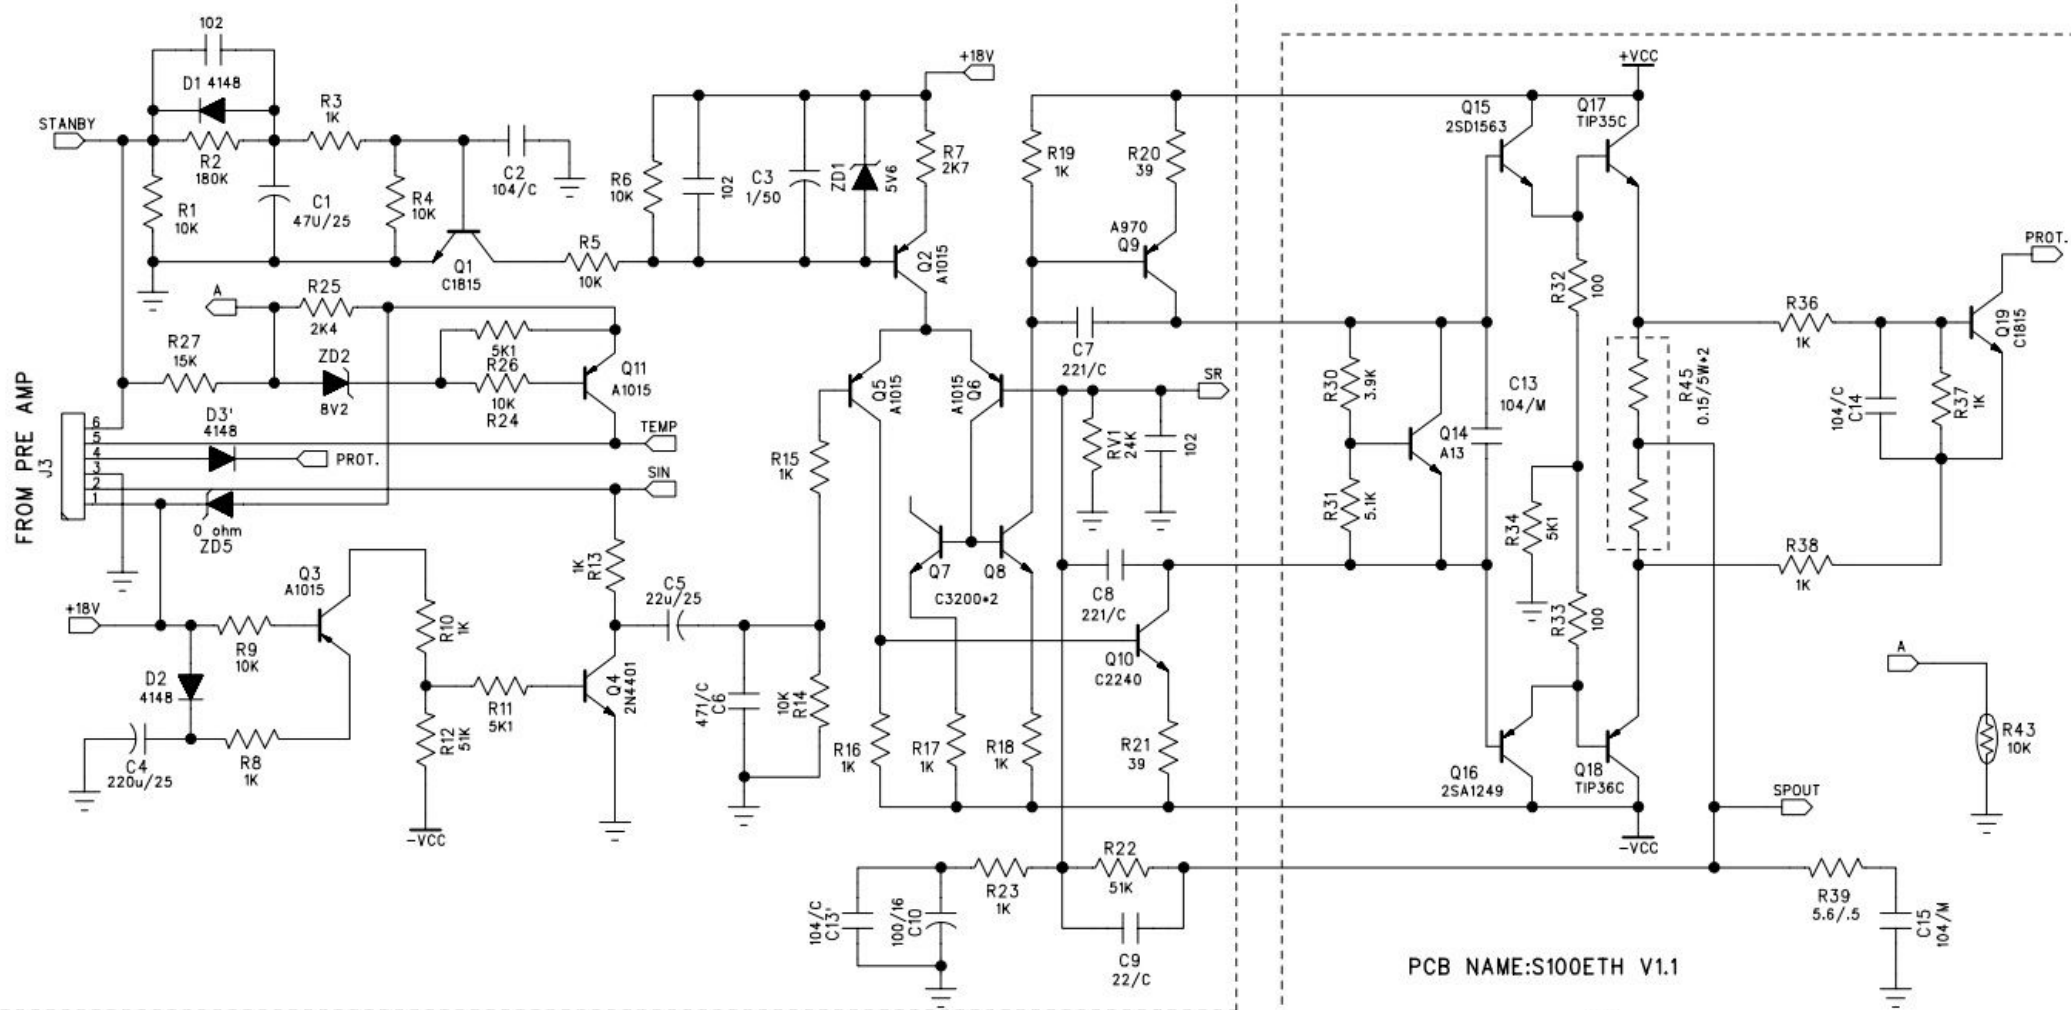 102
D1 4148
STANBY
R3
1K
R2
180K
R1
10K
C1
47U/25
R4
10K
C2
104/C
Q1
C1815
R5
10K
R6
10K
102
C3
1/50
ZD1
5V6
+18V
R7
2K7
Q2
A1015
A
R25
2K4
R27
15K
ZD2
8V2
5K1
R26
10K
R24
Q11
A1015
TEMP
FROM PRE AMP
J3
6
5
4
3
2
1
D3'
4148
PROT.
SIN
0 ohm
ZD5
Q3
A1015
+18V
R9
10K
D2
4148
C4
220u/25
R8
1K
R10
1K
R11
5K1
R12
51K
-VCC
1K
R13
Q4
2N4401
C5
22u/25
471/C
C6
10K
R14
R15
1K
Q5
A1015
A1015
Q6
R16
1K
R17
1K
R18
1K
Q7
Q8
C3200*2
R19
1K
R20
39
A970
Q9
C7
221/C
SR
RV1
24K
102
C8
221/C
Q10
C2240
R21
39
R23
1K
R22
51K
104/C
C13'
100/16
C10
C9
22/C
R30
3.9K
R31
5.1K
Q14
A13
C13
104/M
Q15
2SD1563
+VCC
Q17
TIP35C
R32
100
R34
5K1
R33
100
Q16
2SA1249
Q18
TIP36C
-VCC
R45
0.15/5W*2
R36
1K
R38
1K
104/C
C14
R37
1K
Q19
C1815
PROT.
A
R43
10K
SPOUT
R39
5.6/.5
C15
104/M
PCB NAME:S100ETH V1.1